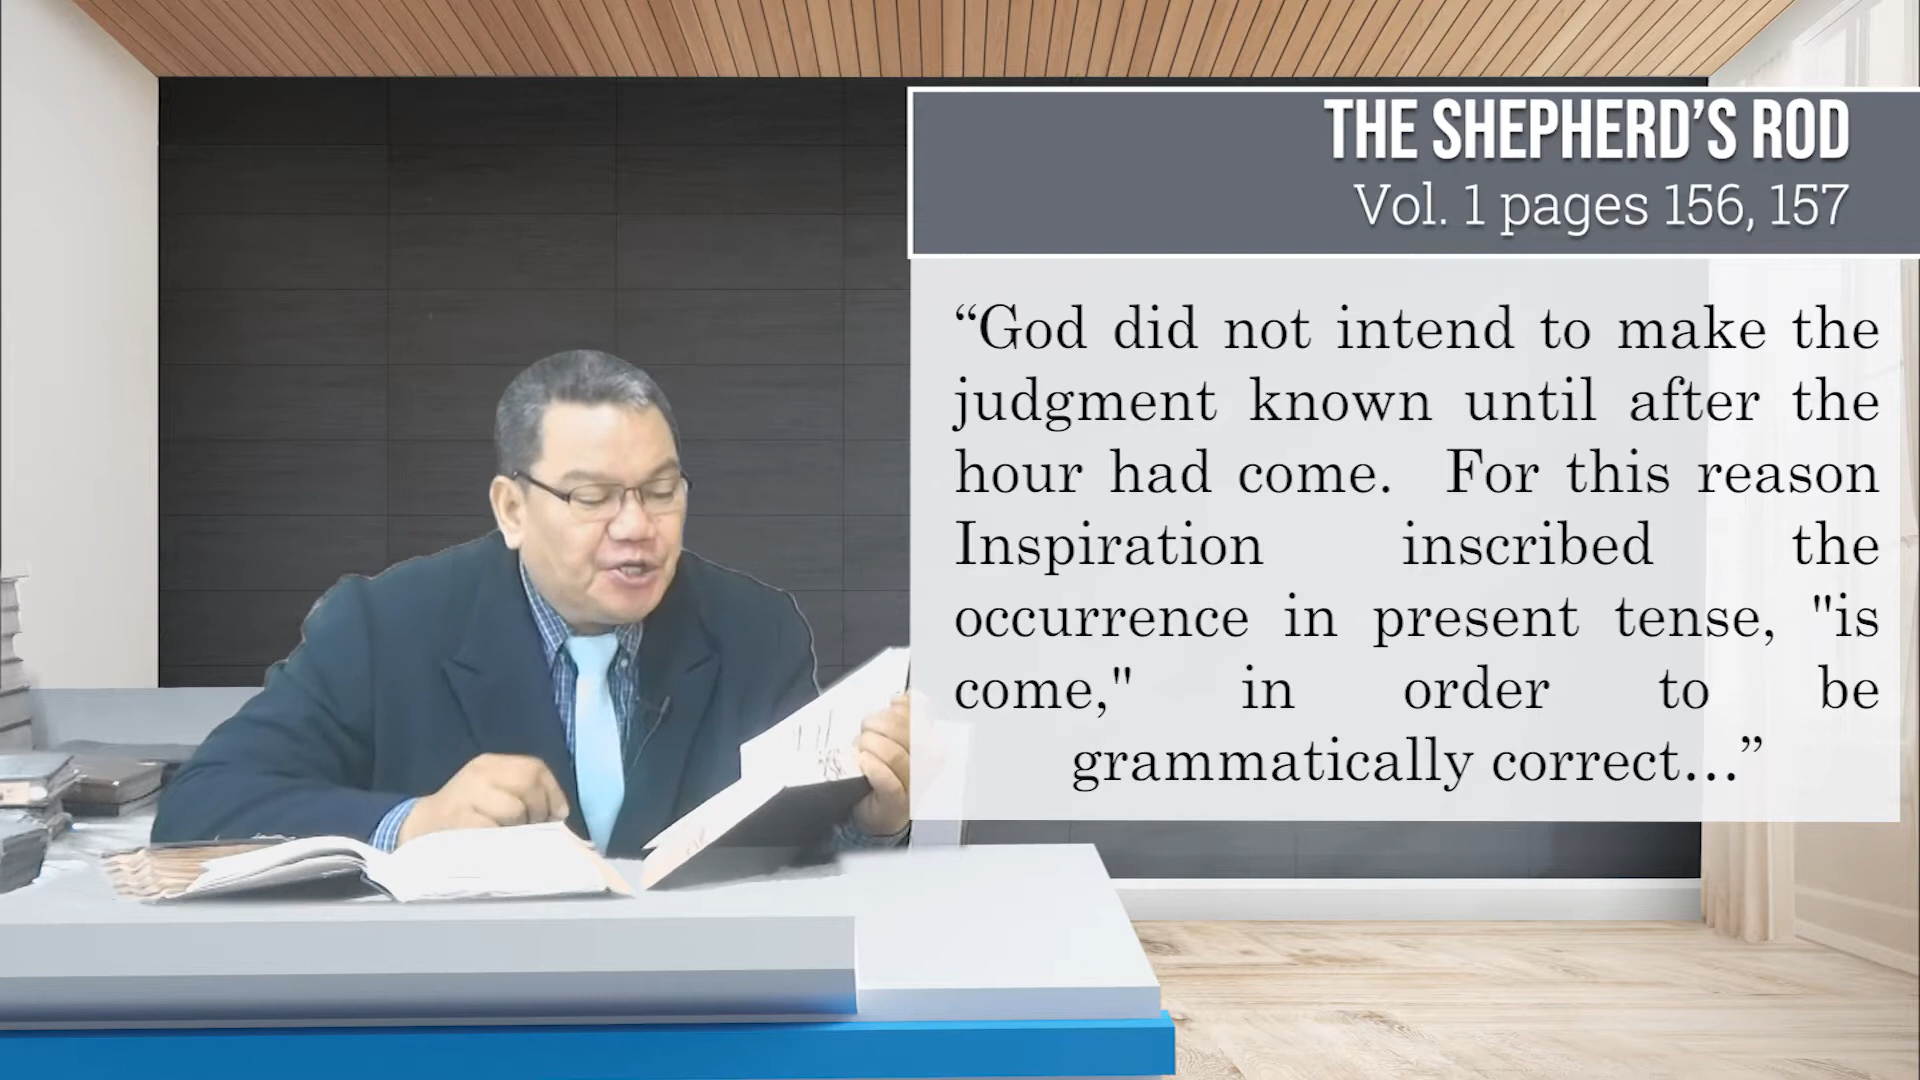 THE SHEPHERD’S ROD
Vol. 1 pages 156, 157
“God did not intend to make the
judgment known until after the
hour had come. For this reason
Inspiration inscribed the
occurrence in present tense, "is
come," in order to be
grammatically correct…”